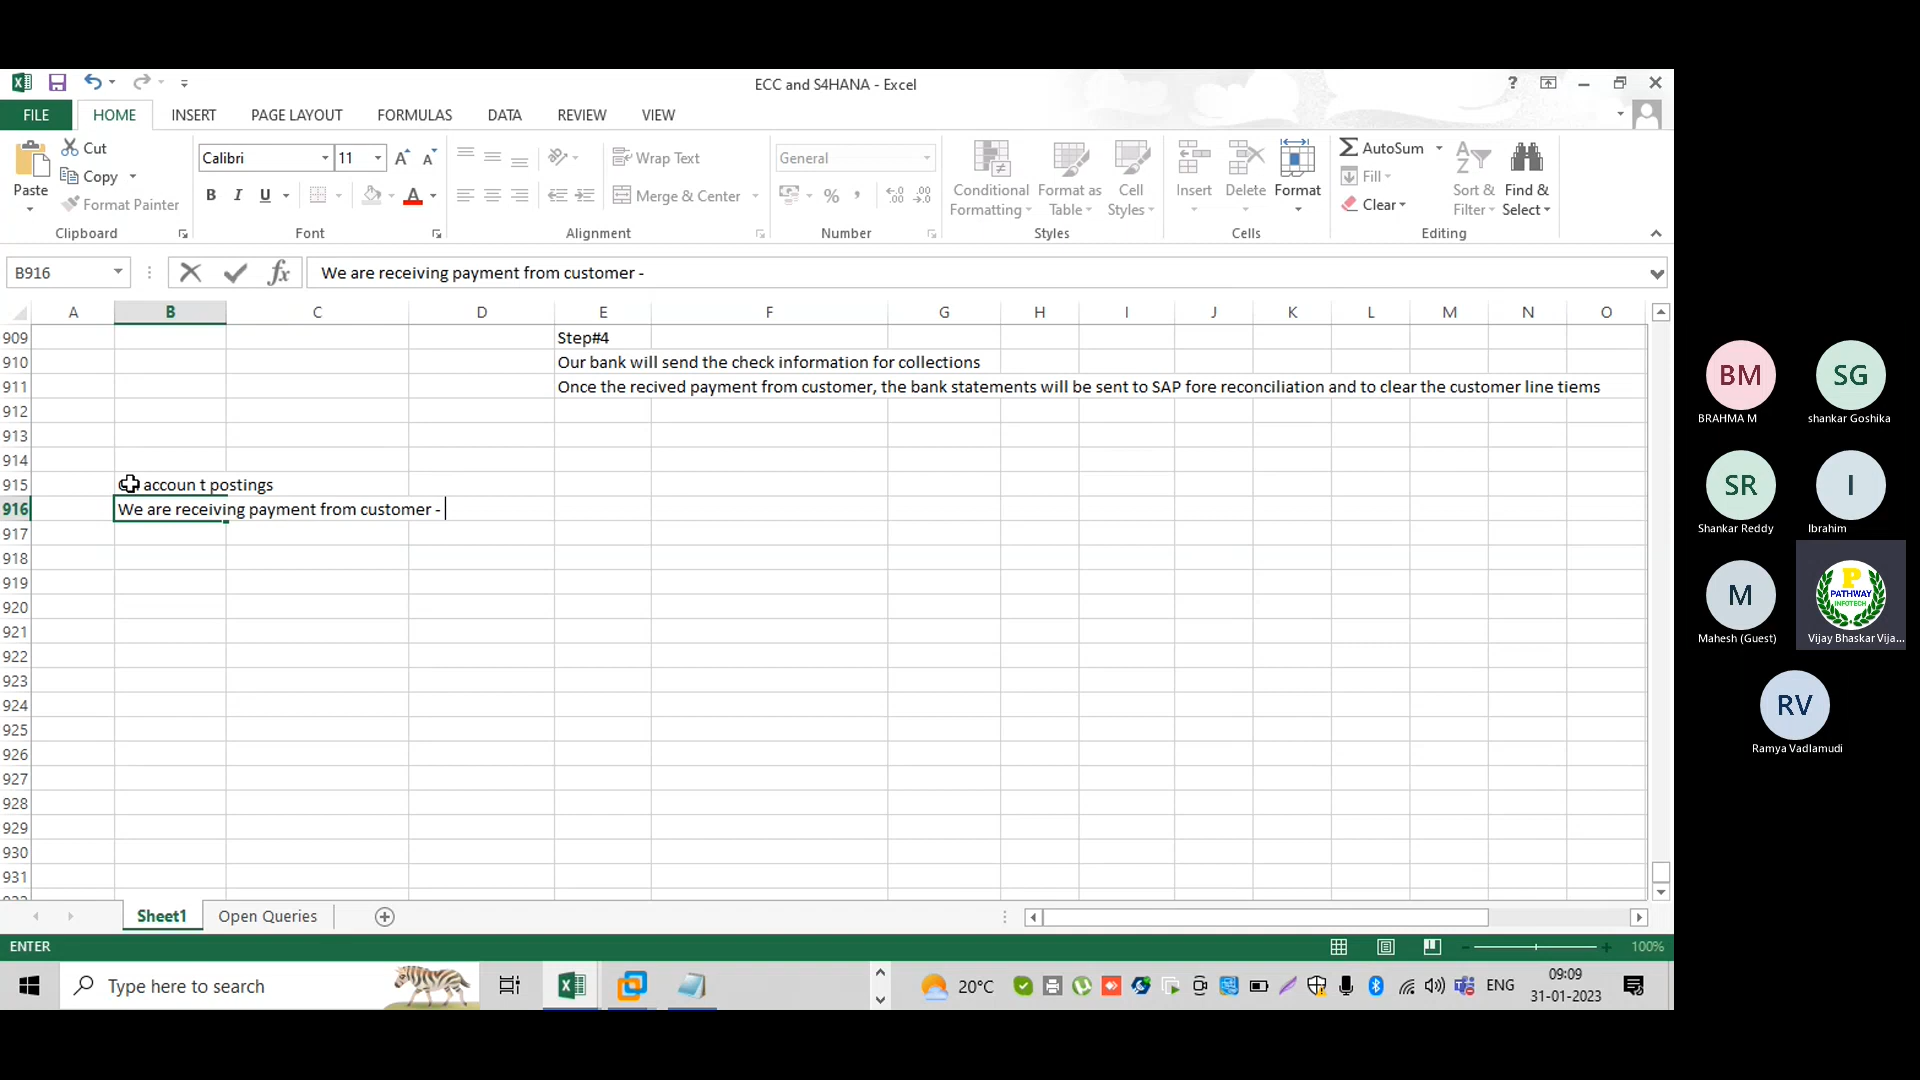 ECC and S4HANA - Excel
?
FILE
HOME
INSERT
PAGE LAYOUT
FORMULAS
DATA
REVIEW
VIEW
Paste
Cut
Copy
Format Painter
Clipboard
Calibri
11
B I U
Font
Wrap Text
Merge & Center
Alignment
General
%
Number
Conditional Formatting
Format as Table
Cell Styles
Styles
Insert
Delete
Format
Cells
AutoSum
Fill
Clear
Sort & Filter
Find & Select
Editing
B916
fx
We are receiving payment from customer -
A B C D E F G H I J K L M N O
909 Step#4
910 Our bank will send the check information for collections
911 Once the recived payment from customer, the bank statements will be sent to SAP fore reconciliation and to clear the customer line tiems
912
913
914
915 accoun t postings
916 We are receiving payment from customer -
917
918
919
920
921
922
923
924
925
926
927
928
929
930
931
Sheet1
Open Queries
ENTER
100%
Type here to search
20°C
ENG
09:09
31-01-2023
BM
BRAHMA M
SG
shankar Goshika
SR
Shankar Reddy
I
Ibrahim
M
Mahesh (Guest)
P
PATHWAY
INFOTECH
Vijay Bhaskar Vija...
RV
Ramya Vadlamudi